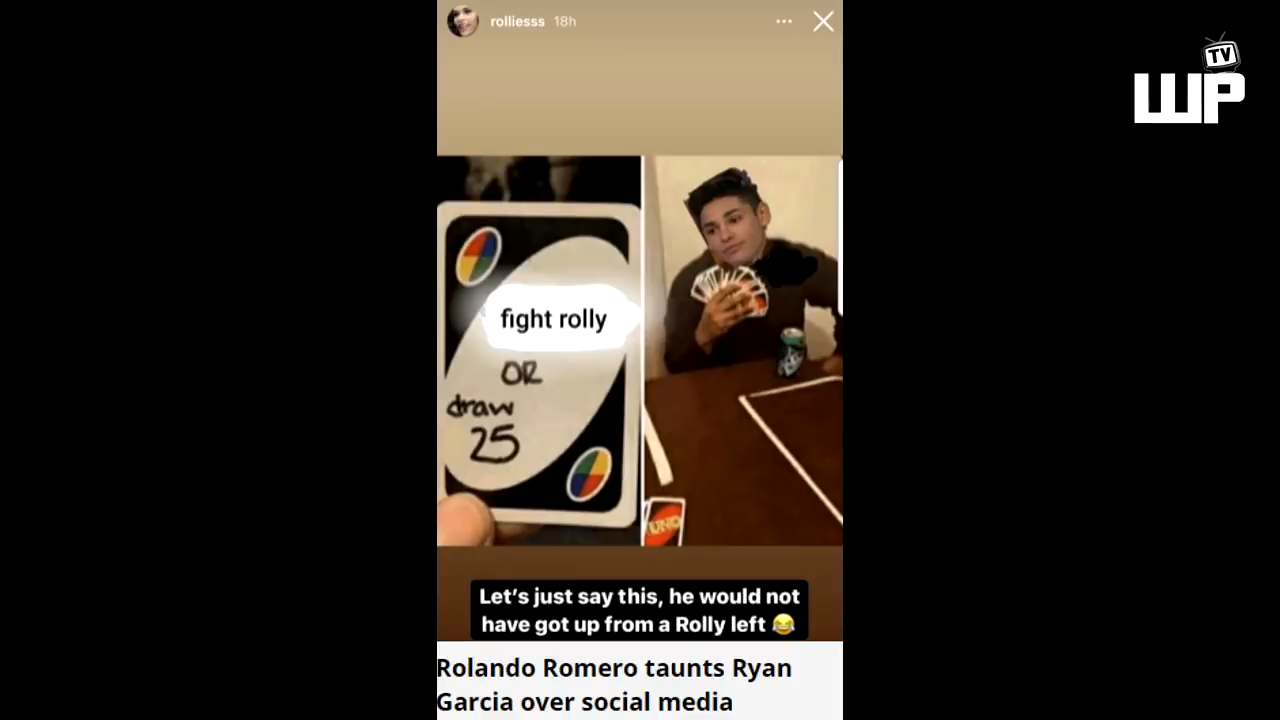 rolliesss 18h
TV
WP
fight rolly
OR
draw
25
UNO
Let's just say this, he would not
have got up from a Rolly left 😂
Rolando Romero taunts Ryan
Garcia over social media